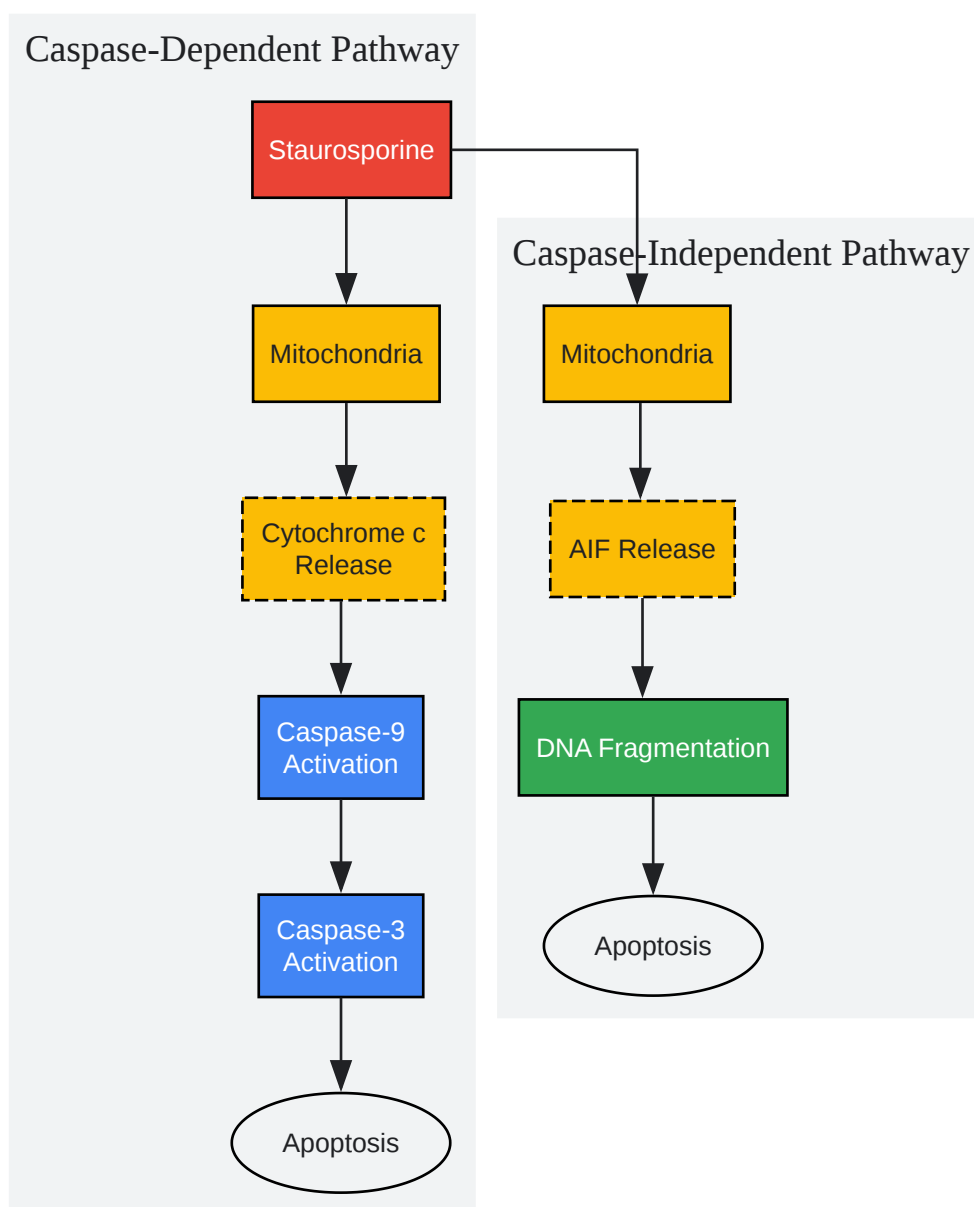 Caspase-Dependent Pathway
Staurosporine
Mitochondria
Cytochrome c
Release
Caspase-9
Activation
Caspase-3
Activation
Apoptosis
Caspase-Independent Pathway
Mitochondria
AIF Release
DNA Fragmentation
Apoptosis